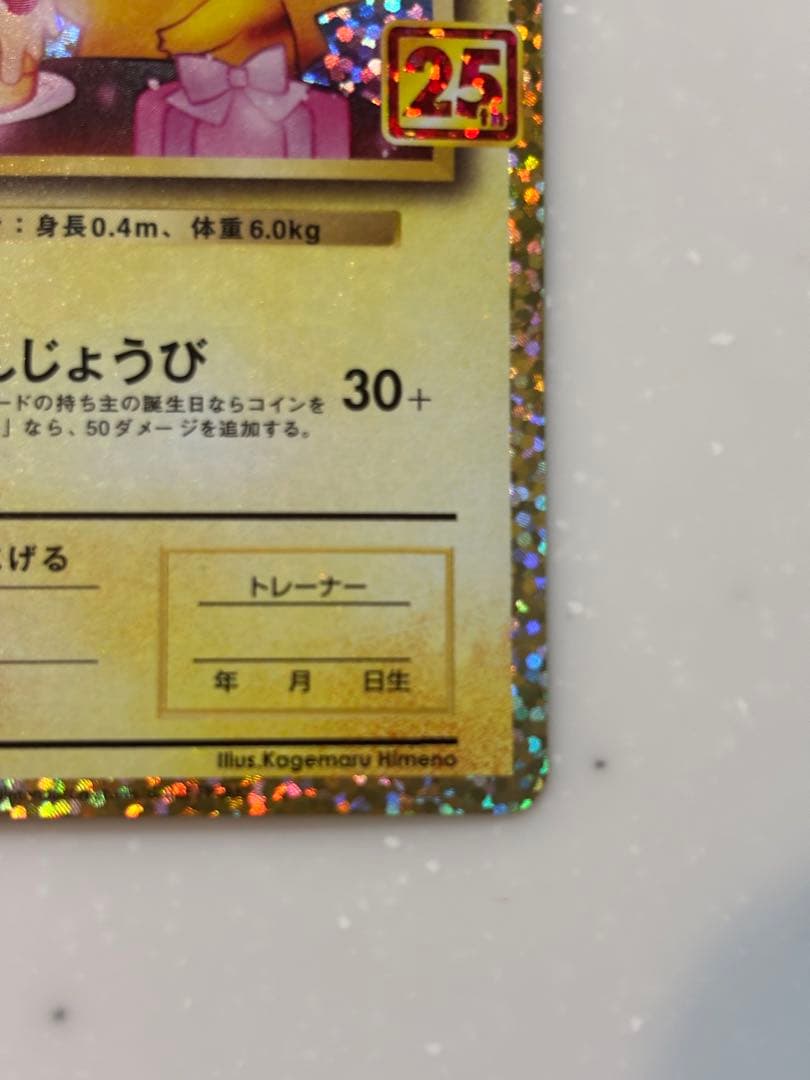 25th
：身長0.4m、体重6.0kg
んじょうび
30+
ードの持ち主の誕生日ならコインを
」なら、50ダメージを追加する。
げる
トレーナー
年 月 日生
Illus.Kagemaru Himeno